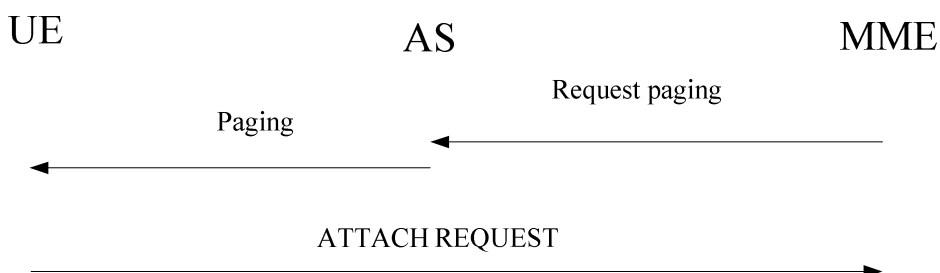 UE AS MME
Request paging
Paging
ATTACH REQUEST